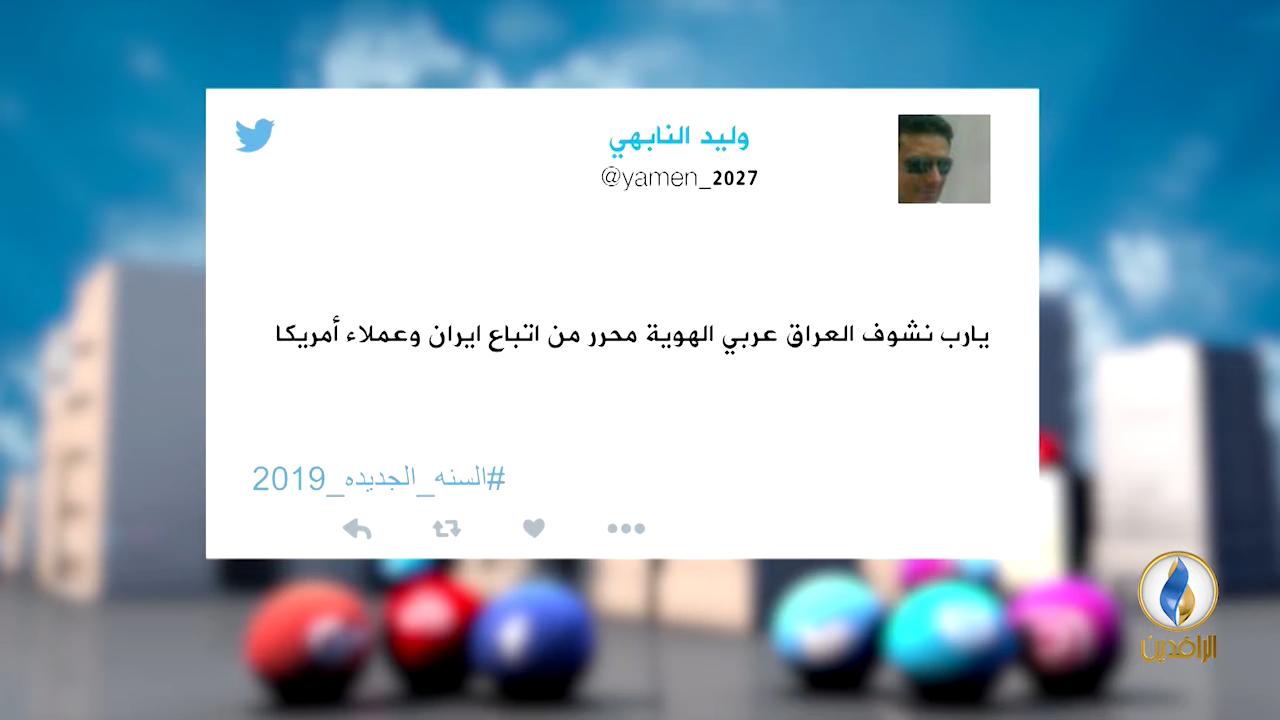 وليد النابهي
@yamen_2027
يارب نشوف العراق عربي الهوية محرر من اتباع ايران وعملاء أمريكا
#السنه_الجديده_2019
الرافدين